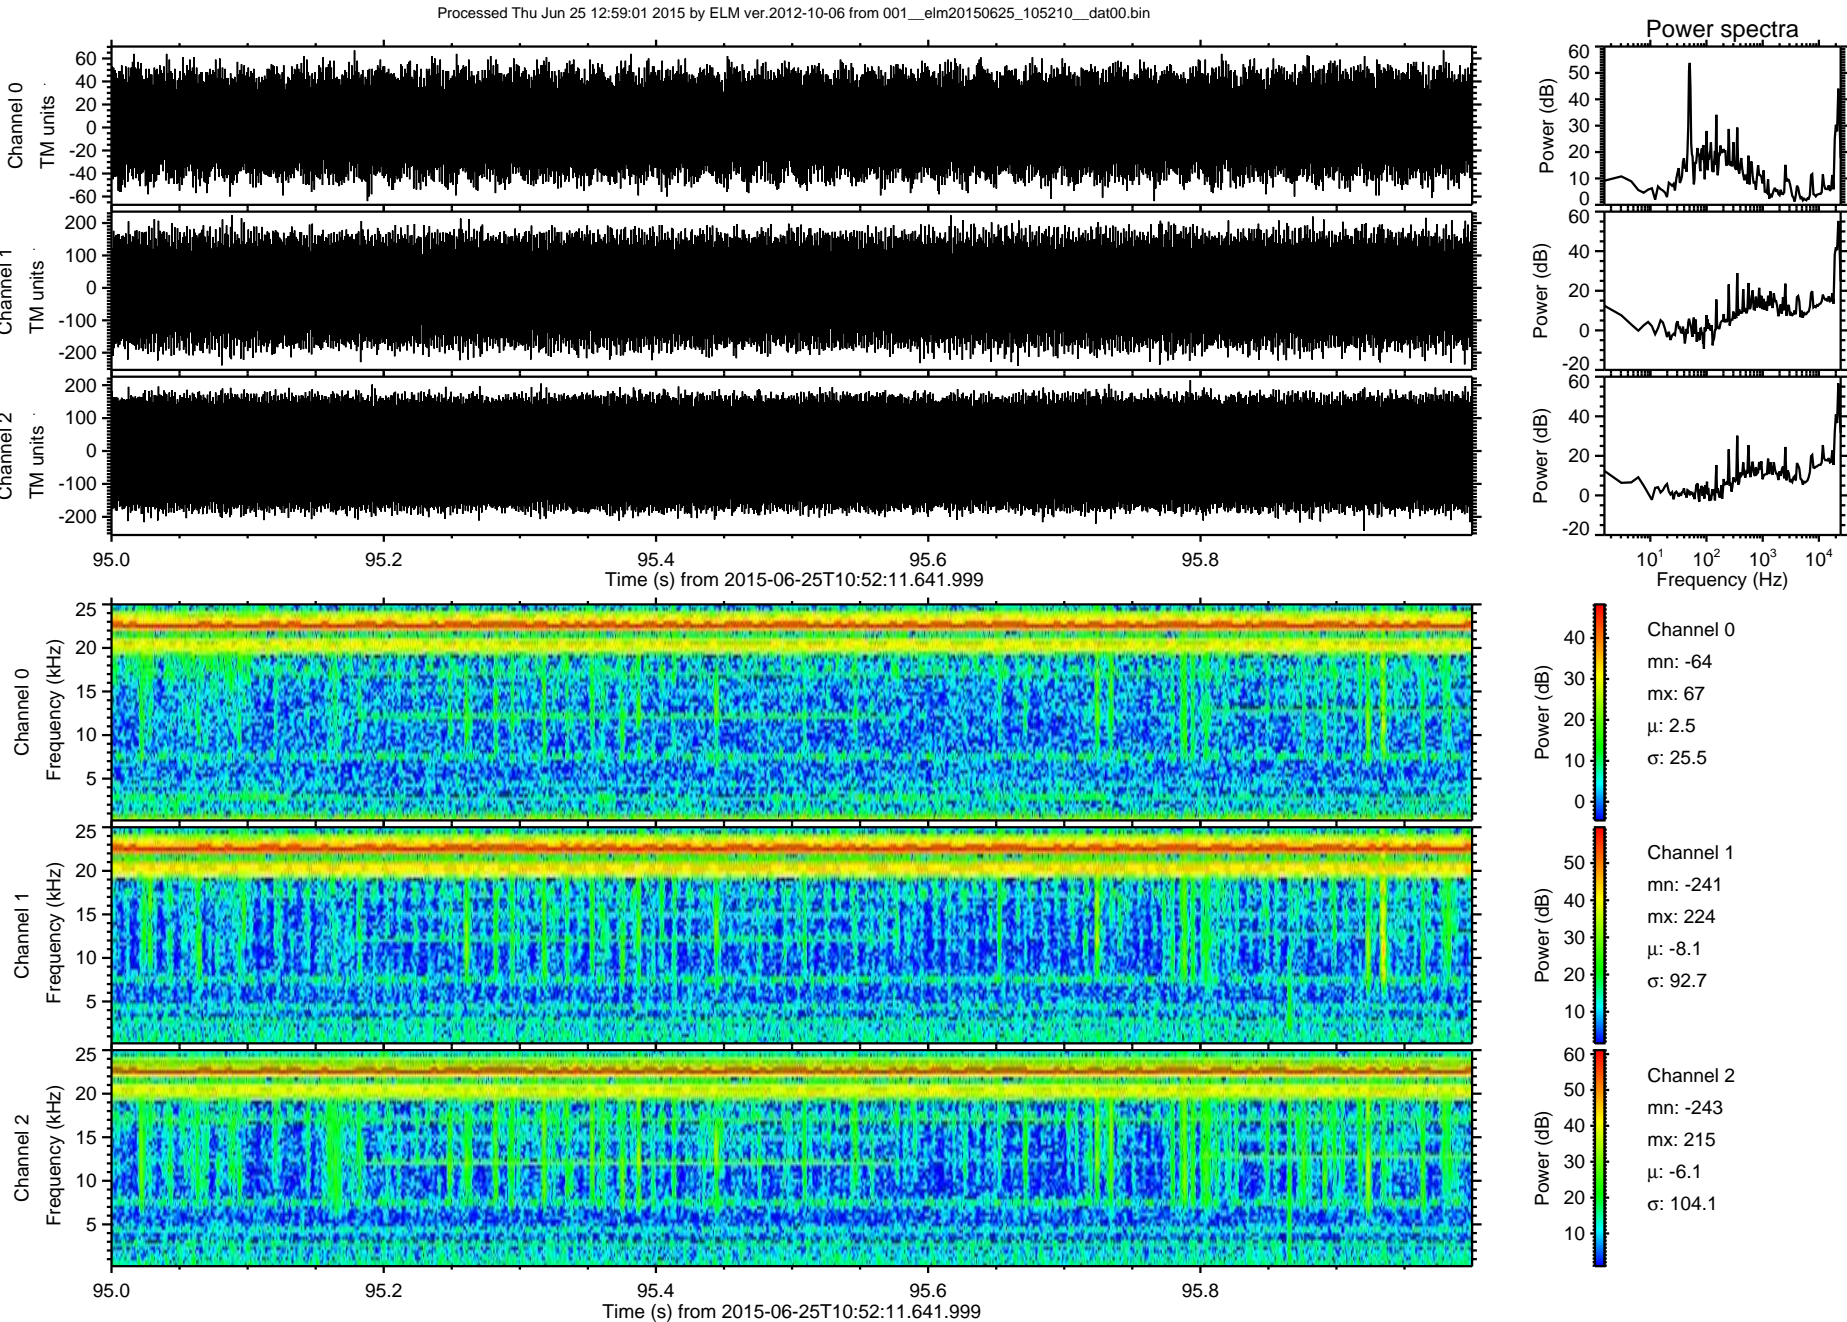 Processed Thu Jun 25 12:59:01 2015 by ELM ver.2012-10-06 from 001__elm20150625_105210__dat00.bin
Power spectra
Channel 0
TM units
60
40
20
0
-20
-40
-60
Power (dB)
60
50
40
30
20
10
0
Channel 1
TM units
200
100
0
-100
-200
Power (dB)
60
40
20
0
-20
Channel 2
TM units
200
100
0
-100
-200
Power (dB)
60
40
20
0
-20
95.0 95.2 95.4 95.6 95.8
Time (s) from 2015-06-25T10:52:11.641.999
10¹ 10² 10³ 10⁴
Frequency (Hz)
Channel 0
Frequency (kHz)
25
20
15
10
5
Power (dB)
40
30
20
10
0
Channel 0
mn: -64
mx: 67
μ: 2.5
σ: 25.5
Channel 1
Frequency (kHz)
25
20
15
10
5
Power (dB)
50
40
30
20
10
Channel 1
mn: -241
mx: 224
μ: -8.1
σ: 92.7
Channel 2
Frequency (kHz)
25
20
15
10
5
Power (dB)
60
50
40
30
20
10
Channel 2
mn: -243
mx: 215
μ: -6.1
σ: 104.1
95.0 95.2 95.4 95.6 95.8
Time (s) from 2015-06-25T10:52:11.641.999